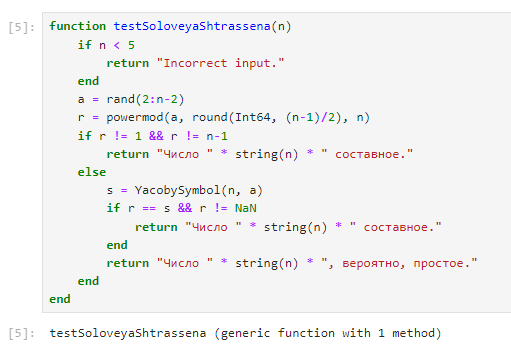 [5]: function testSoloveyaShtrassena(n)
    if n < 5
        return "Incorrect input."
    end
    a = rand(2:n-2)
    r = powermod(a, round(Int64, (n-1)/2), n)
    if r != 1 && r != n-1
        return "Число " * string(n) * " составное."
    else
        s = YacobySymbol(n, a)
        if r == s && r != NaN
            return "Число " * string(n) * " составное."
        end
        return "Число " * string(n) * ", вероятно, простое."
    end
end
[5]: testSoloveyaShtrassena (generic function with 1 method)